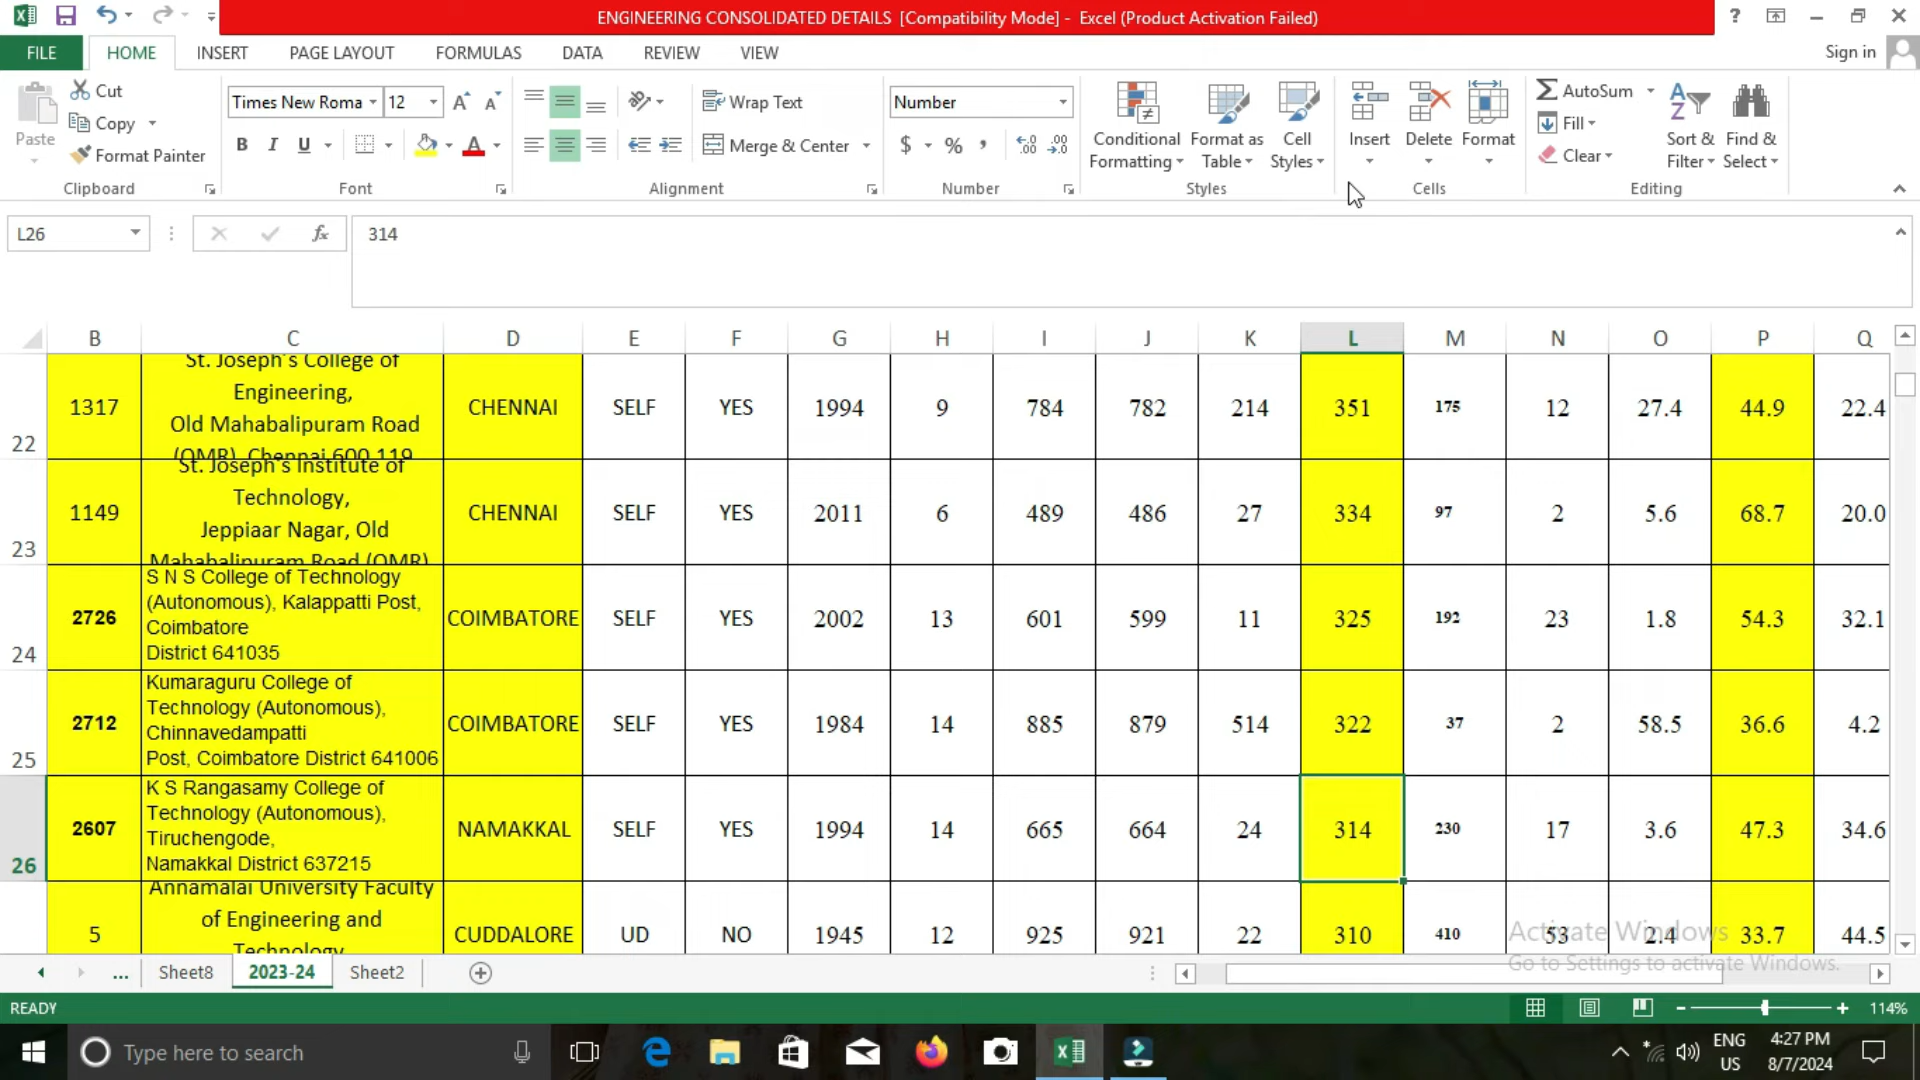 ENGINEERING CONSOLIDATED DETAILS [Compatibility Mode] - Excel (Product Activation Failed)
?
FILE HOME INSERT PAGE LAYOUT FORMULAS DATA REVIEW VIEW Sign in
Paste
Cut
Copy
Format Painter
Clipboard
Times New Roma 12
B I U
Font
Wrap Text
Merge & Center
Alignment
Number
$ % ,
Number
Conditional Formatting
Format as Table
Cell Styles
Styles
Insert Delete Format
Cells
AutoSum
Fill
Clear
Sort & Filter
Find & Select
Editing
L26 fx 314
B C D E F G H I J K L M N O P Q
22 1317 St. Joseph's College of
Engineering,
Old Mahabalipuram Road
(OMR), Chennai 600 119
CHENNAI SELF YES 1994 9 784 782 214 351 175 12 27.4 44.9 22.4
23 1149 St. Joseph's Institute of
Technology,
Jeppiaar Nagar, Old
Mahabalipuram Road (OMR)
CHENNAI SELF YES 2011 6 489 486 27 334 97 2 5.6 68.7 20.0
24 2726 S N S College of Technology
(Autonomous), Kalappatti Post,
Coimbatore
District 641035
COIMBATORE SELF YES 2002 13 601 599 11 325 192 23 1.8 54.3 32.1
25 2712 Kumaraguru College of
Technology (Autonomous),
Chinnavedampatti
Post, Coimbatore District 641006
COIMBATORE SELF YES 1984 14 885 879 514 322 37 2 58.5 36.6 4.2
26 2607 K S Rangasamy College of
Technology (Autonomous),
Tiruchengode,
Namakkal District 637215
NAMAKKAL SELF YES 1994 14 665 664 24 314 230 17 3.6 47.3 34.6
5 Annamalai University Faculty
of Engineering and
Technology
CUDDALORE UD NO 1945 12 925 921 22 310 410 53 2.4 33.7 44.5
Activate Windows
Go to Settings to activate Windows.
... Sheet8 2023-24 Sheet2
READY 114%
Type here to search
ENG
US
4:27 PM
8/7/2024